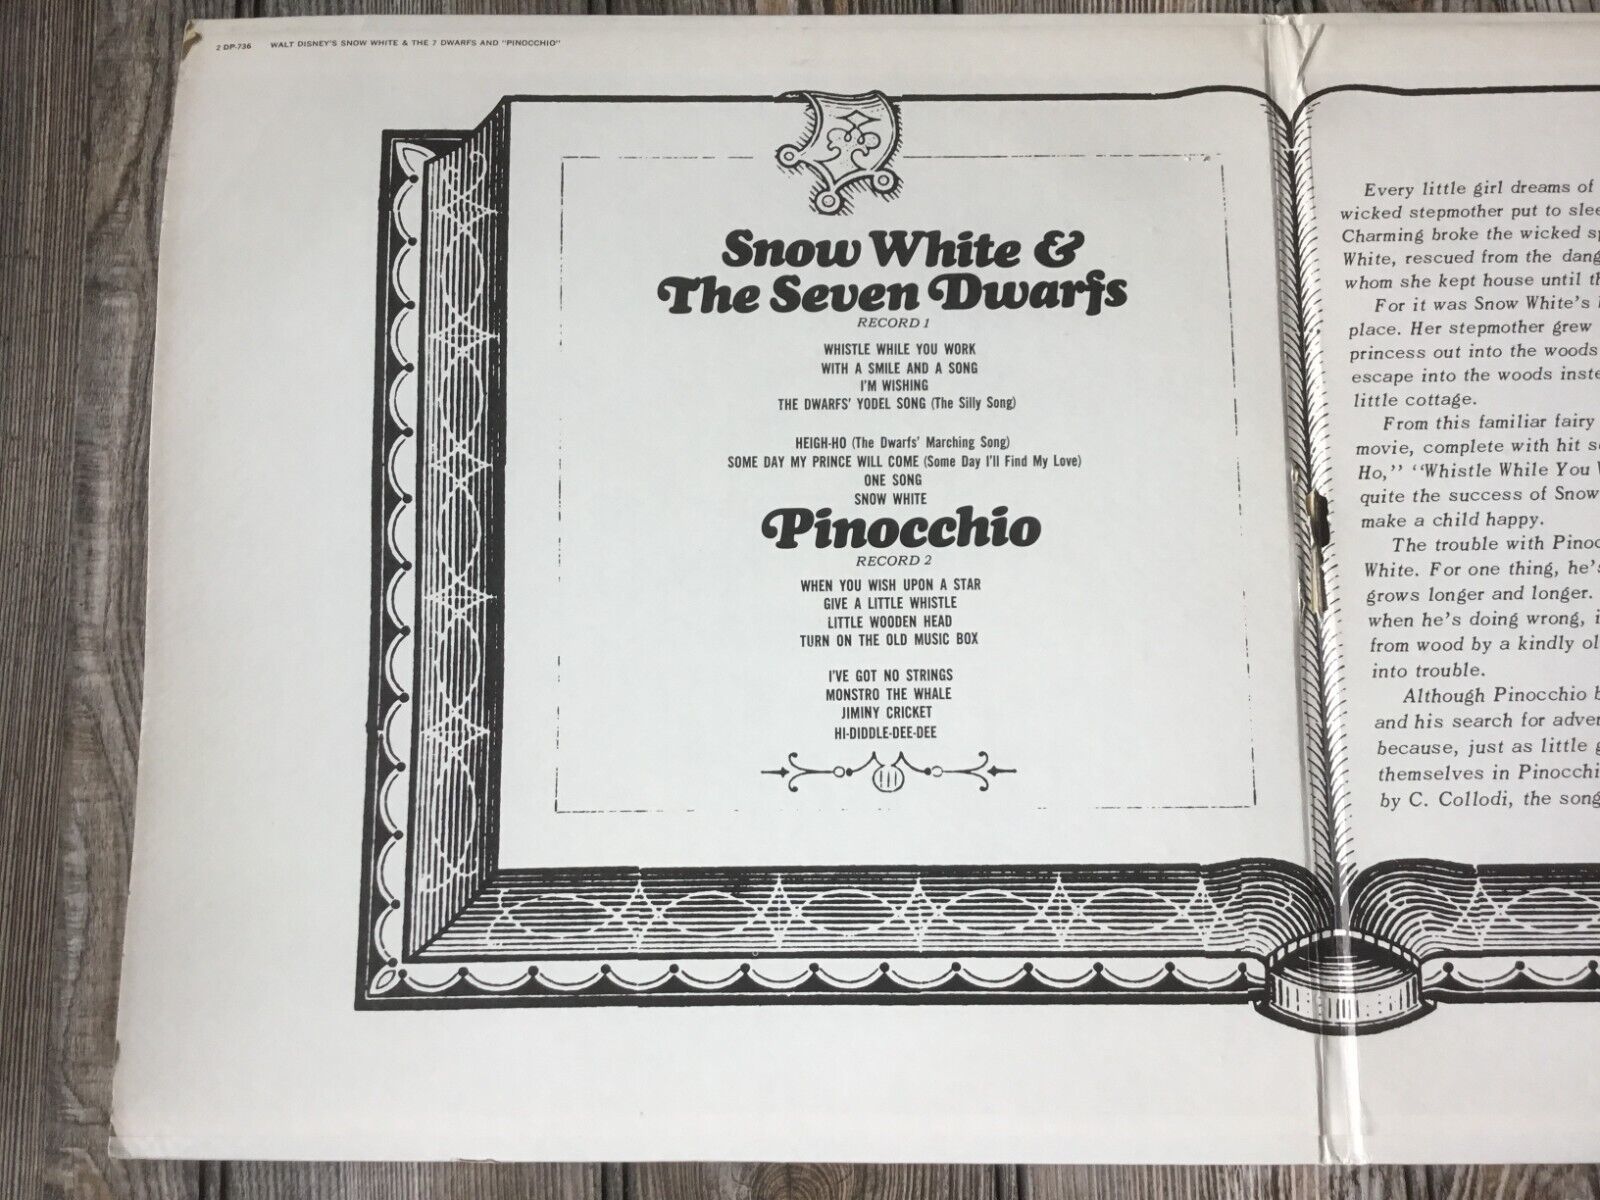 2 DP-736 WALT DISNEY'S SNOW WHITE & THE 7 DWARFS AND "PINOCCHIO"
Snow White &
The Seven Dwarfs
RECORD 1
WHISTLE WHILE YOU WORK
WITH A SMILE AND A SONG
I'M WISHING
THE DWARFS' YODEL SONG (The Silly Song)
HEIGH-HO (The Dwarfs' Marching Song)
SOME DAY MY PRINCE WILL COME (Some Day I'll Find My Love)
ONE SONG
SNOW WHITE
Pinocchio
RECORD 2
WHEN YOU WISH UPON A STAR
GIVE A LITTLE WHISTLE
LITTLE WOODEN HEAD
TURN ON THE OLD MUSIC BOX
I'VE GOT NO STRINGS
MONSTRO THE WHALE
JIMINY CRICKET
HI-DIDDLE-DEE-DEE
Every little girl dreams of
wicked stepmother put to
Charming broke the wicked
White, rescued from the
whom she kept house until
For it was Snow White's
place. Her stepmother grew
princess out into the woods
escape into the woods
little cottage.
From this familiar fairy
movie, complete with hit
Ho," "Whistle While You
quite the success of Snow
make a child happy.
The trouble with
White. For one thing, he's
grows longer and longer.
when he's doing wrong,
from wood by a kindly
into trouble.
Although Pinocchio
and his search for
because, just as little
themselves in
by C. Collodi, the